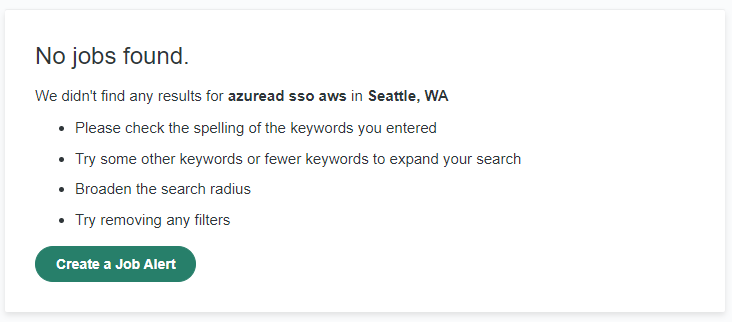 No jobs found.
We didn't find any results for azuread sso aws in Seattle, WA
Please check the spelling of the keywords you entered
Try some other keywords or fewer keywords to expand your search
Broaden the search radius
Try removing any filters
Create a Job Alert